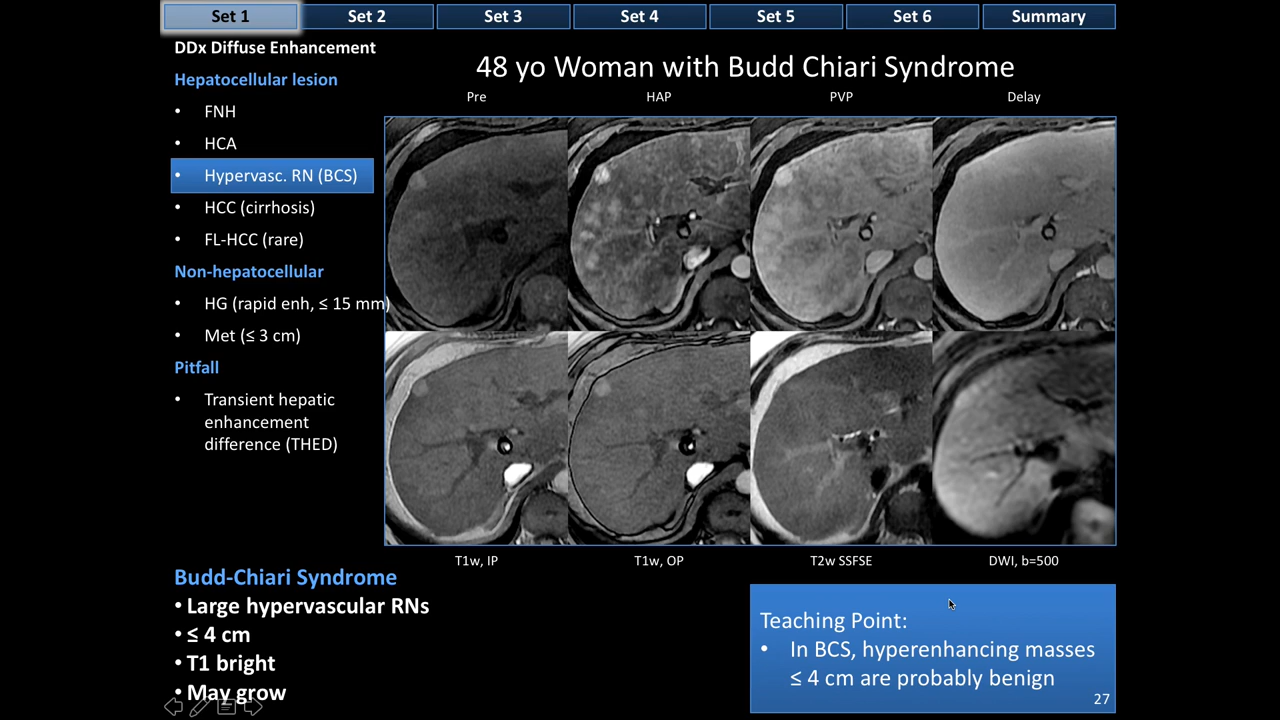 Set 1
Set 2
Set 3
Set 4
Set 5
Set 6
Summary
DDx Diffuse Enhancement
Hepatocellular lesion
• FNH
• HCA
• Hypervasc. RN (BCS)
• HCC (cirrhosis)
• FL-HCC (rare)
Non-hepatocellular
• HG (rapid enh, ≤ 15 mm)
• Met (≤ 3 cm)
Pitfall
• Transient hepatic
enhancement
difference (THED)
48 yo Woman with Budd Chiari Syndrome
Pre
HAP
PVP
Delay
T1w, IP
T1w, OP
T2w SSFSE
DWI, b=500
Budd-Chiari Syndrome
• Large hypervascular RNs
• ≤ 4 cm
• T1 bright
• May grow
Teaching Point:
• In BCS, hyperenhancing masses
≤ 4 cm are probably benign
27